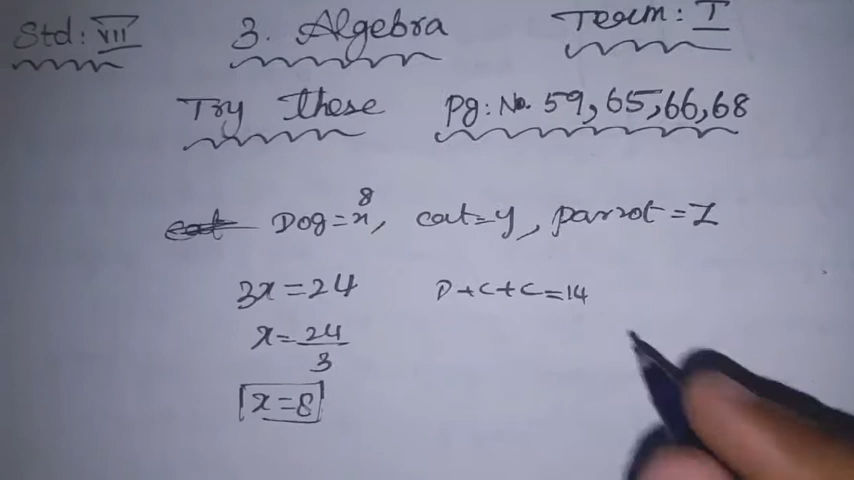 Std: VII 3. Algebra Term: I
Try these Pg: No. 59, 65, 66, 68
Dog = x, 8 cat = y, parrot = Z
3x = 24 D + C + C = 14
x = 24/3
x = 8